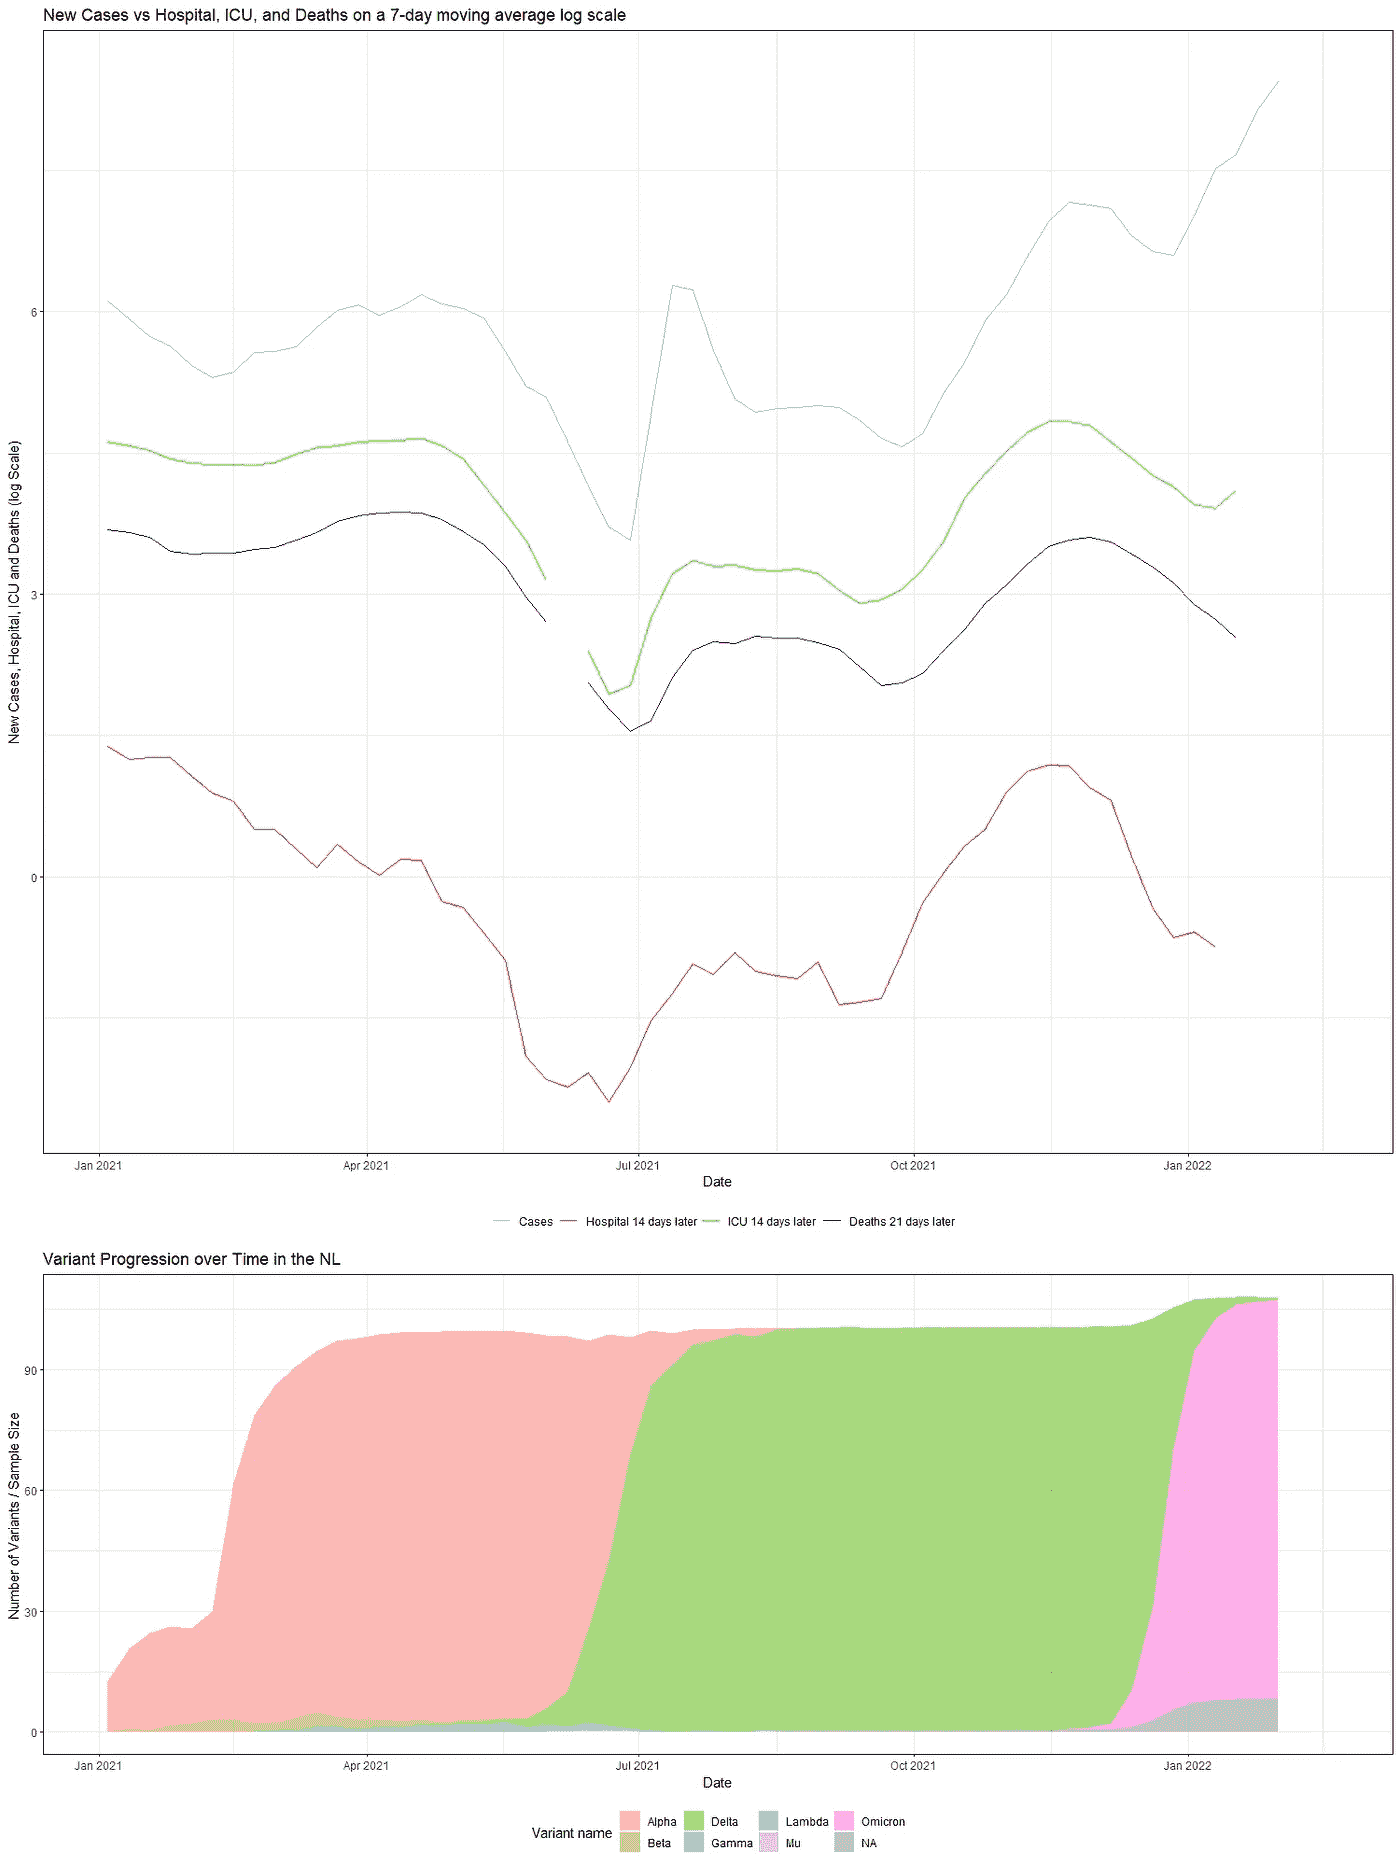 New Cases vs Hospital, ICU, and Deaths on a 7-day moving average log scale
New Cases, Hospital, ICU and Deaths (log Scale)
6
3
0
Jan 2021 Apr 2021 Jul 2021 Oct 2021 Jan 2022
Date
Cases Hospital 14 days later ICU 14 days later Deaths 21 days later
Variant Progression over Time in the NL
Number of Variants / Sample Size
90
60
30
0
Jan 2021 Apr 2021 Jul 2021 Oct 2021 Jan 2022
Date
Variant name
Alpha Delta Lambda Omicron
Beta Gamma Mu NA